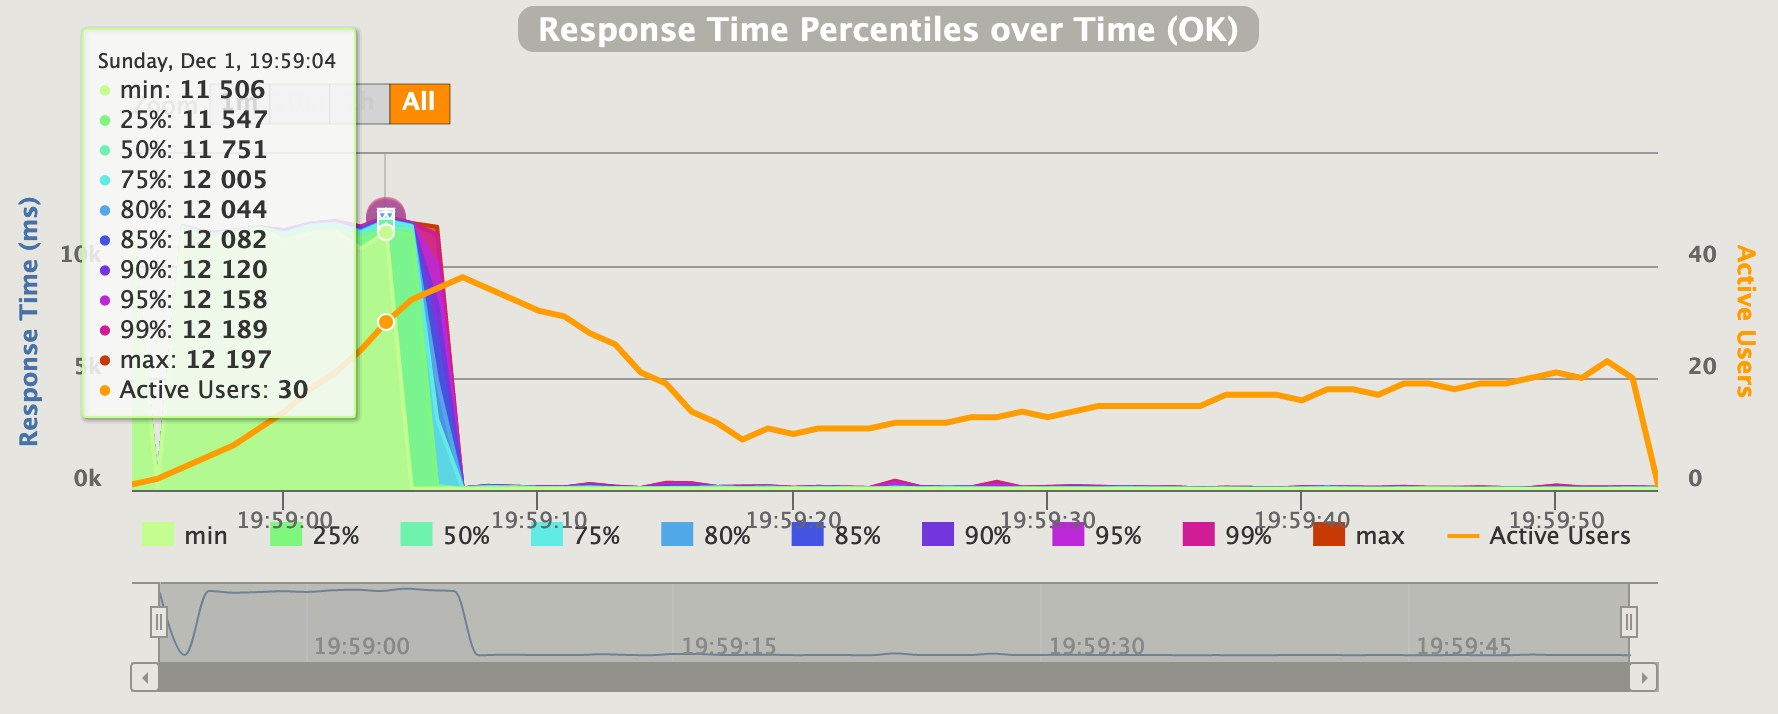 Response Time Percentiles over Time (OK)
Sunday, Dec 1, 19:59:04
min: 11 506
25%: 11 547
50%: 11 751
75%: 12 005
80%: 12 044
85%: 12 082
90%: 12 120
95%: 12 158
99%: 12 189
max: 12 197
Active Users: 30
Zoom 1m h All
Response Time (ms)
10k
5k
0k
Active Users
40
20
0
19:59:00 19:59:10 19:59:20 19:59:30 19:59:40 19:59:50
min 25% 50% 75% 80% 85% 90% 95% 99% max Active Users
19:59:00 19:59:15 19:59:30 19:59:45